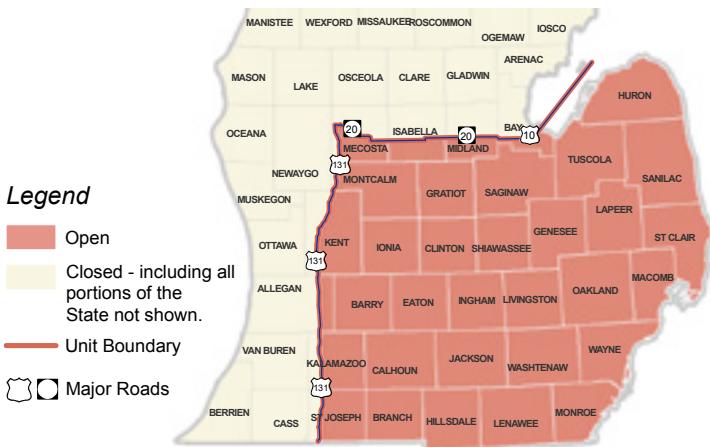 MANISTEE WEXFORD MISSAUKEE ROSCOMMON
OGEMAW IOSCO
ARENAC
MASON LAKE OSCEOLA CLARE GLADWIN
HURON
OCEANA 20 ISABELLA 20 BAY 10
MECOSTA MIDLAND
NEWAYGO 131 MONTCALM TUSCOLA
SANILAC
GRATIOT SAGINAW
MUSKEGON LAPEER
Legend
Open
Closed - including all
portions of the
State not shown.
Unit Boundary
Major Roads
OTTAWA KENT IONIA CLINTON SHIAWASSEE GENESEE ST CLAIR
131
ALLEGAN BARRY EATON INGHAM LIVINGSTON OAKLAND MACOMB
VAN BUREN KALAMAZOO CALHOUN JACKSON WASHTENAW WAYNE
131
BERRIEN CASS ST JOSEPH BRANCH HILLSDALE LENAWEE MONROE